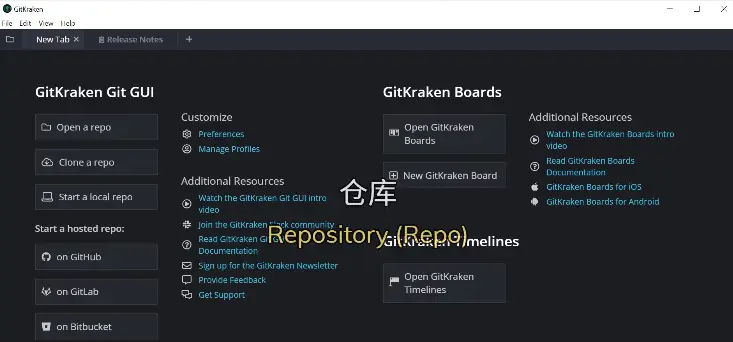 GitKraken
File Edit View Help
New Tab × Release Notes +
GitKraken Git GUI
Open a repo
Clone a repo
Start a local repo
Start a hosted repo:
on GitHub
on GitLab
on Bitbucket
Customize
Preferences
Manage Profiles
Additional Resources
Watch the GitKraken Git GUI intro
video
Join the GitKraken Slack community
Read GitKraken Git GUI
Documentation
Sign up for the GitKraken Newsletter
Provide Feedback
Get Support
仓库
Repository (Repo)
GitKraken Boards
Open GitKraken
Boards
New GitKraken Board
GitKraken Timelines
Open GitKraken
Timelines
Additional Resources
Watch the GitKraken Boards intro
video
Read GitKraken Boards
Documentation
GitKraken Boards for iOS
GitKraken Boards for Android